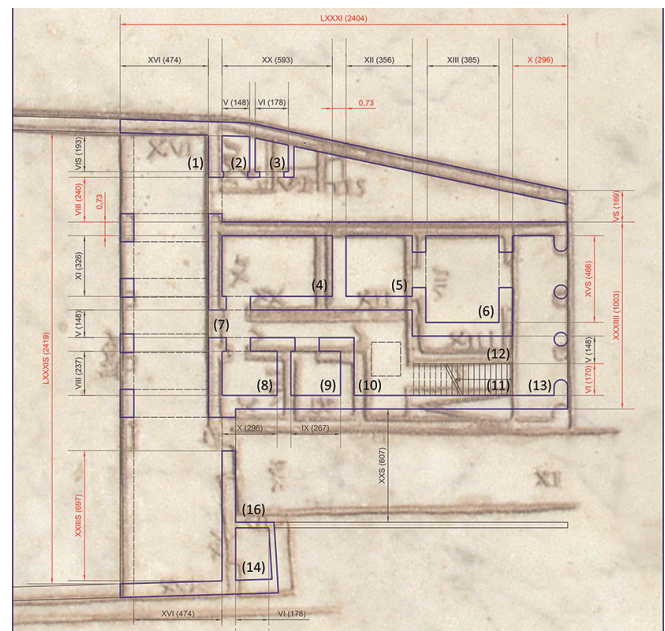 LXXXI (2404)
XVI (474) XX (593) XII (356) XIII (385) X (296)
V (148) VI (178) 0,73
VIS (193) (1) (2) (3)
VIII (240) VS (169)
0,73
XI (326) XVS (466)
(4) (5) (6)
LXXXIS (2419) XXXIIII (1003)
V (148) (7) V (148)
(12)
VIII (237) (8) (9) (10) (11) (13) VI (170)
X (296) IX (267)
XXS (607)
XXIIIS (697)
XI
(16)
(14)
XVI (474) VI (178)